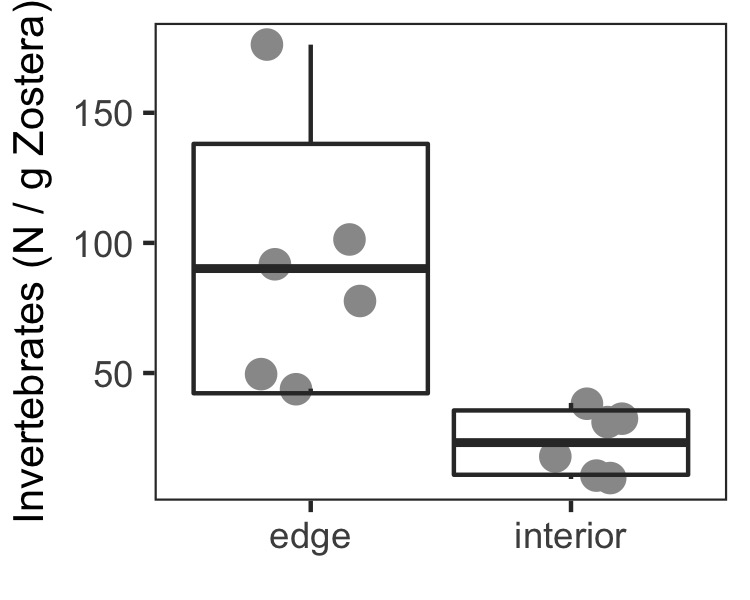 Invertebrates (N / g Zostera)
150
100
50
edge
interior